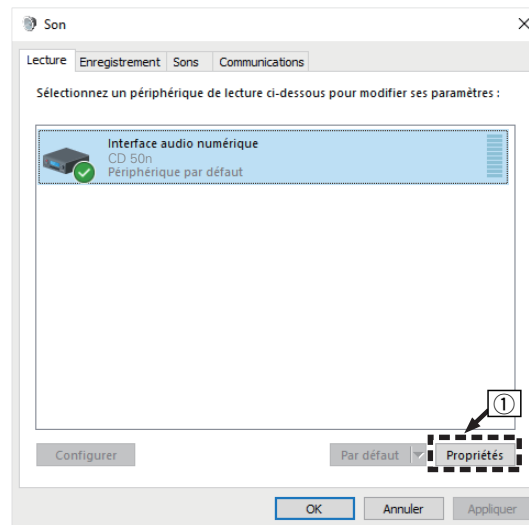 Son
Lecture Enregistrement Sons Communications
Sélectionnez un périphérique de lecture ci-dessous pour modifier ses paramètres :
Interface audio numérique
CD 50n
Périphérique par défaut
①
Configurer Par défaut Propriétés
OK Annuler Appliquer